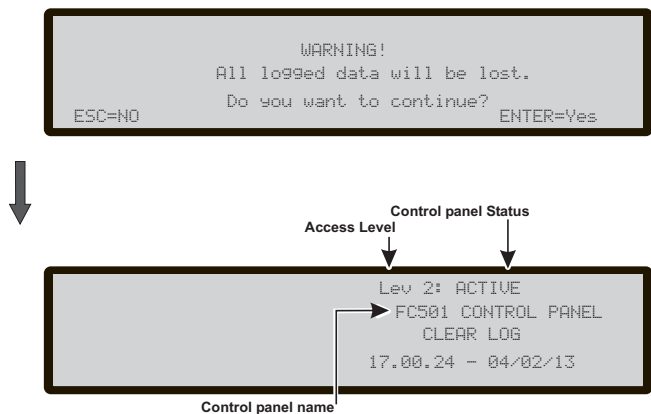 WARNING!
All logged data will be lost.
Do you want to continue?
ESC=NO ENTER=Yes
Control panel Status
Access Level
Lev 2: ACTIVE
FC501 CONTROL PANEL
CLEAR LOG
17.00.24 - 04/02/13
Control panel name